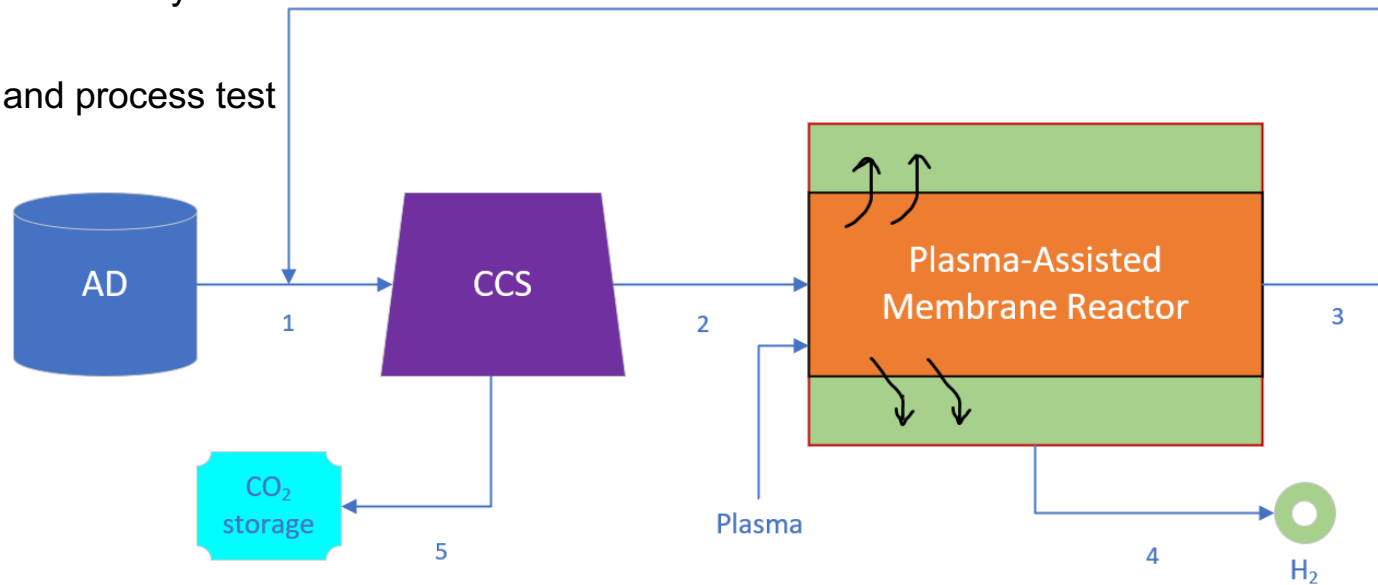 and process test
AD
1
CCS
2
Plasma-Assisted
Membrane Reactor
3
CO₂
storage
5
Plasma
4
H₂